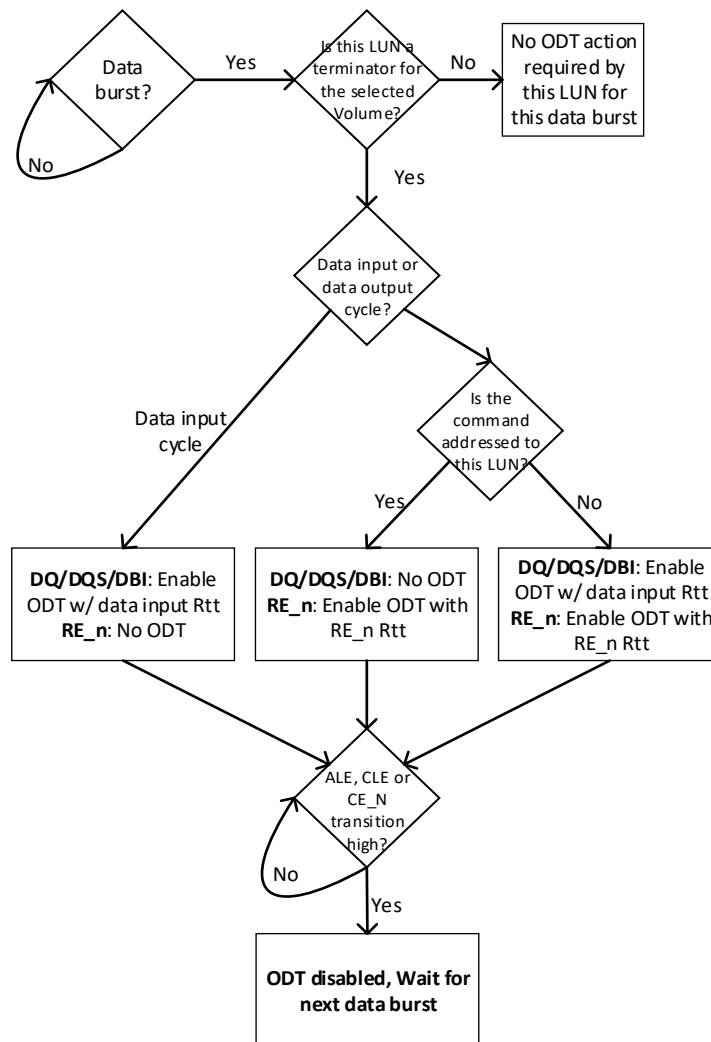 Data
burst?
Yes
No
Is this LUN a
terminator for
the selected
Volume?
No
No ODT action
required by
this LUN for
this data burst
Yes
Data input or
data output
cycle?
Data input
cycle
Is the
command
addressed to
this LUN?
Yes
No
DQ/DQS/DBI: Enable
ODT w/ data input Rtt
RE_n: No ODT
DQ/DQS/DBI: No ODT
RE_n: Enable ODT with
RE_n Rtt
DQ/DQS/DBI: Enable
ODT w/ data input Rtt
RE_n: Enable ODT with
RE_n Rtt
ALE, CLE or
CE_N
transition
high?
No
Yes
ODT disabled, Wait for
next data burst